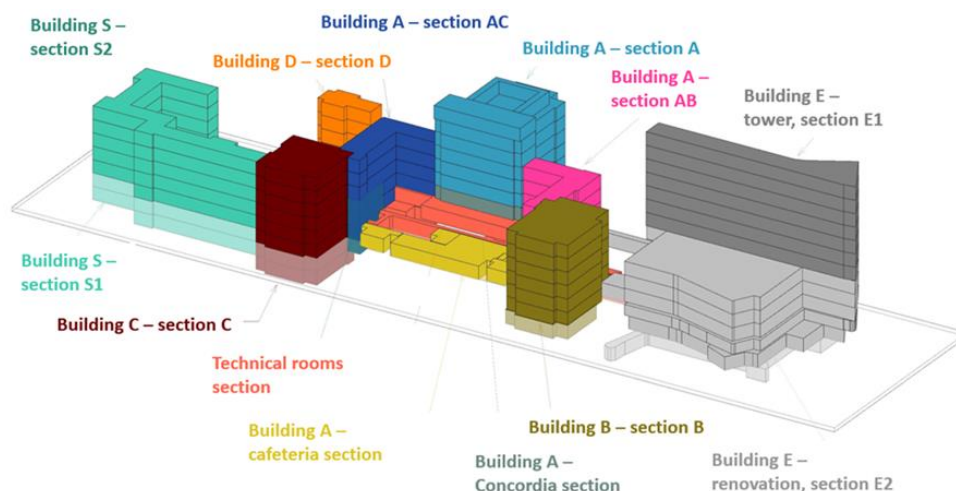 Building S –
section S2
Building A – section AC
Building D – section D
Building A – section A
Building A –
section AB
Building E –
tower, section E1
Building S –
section S1
Building C – section C
Technical rooms
section
Building A –
cafeteria section
Building B – section B
Building A –
Concordia section
Building E –
renovation, section E2